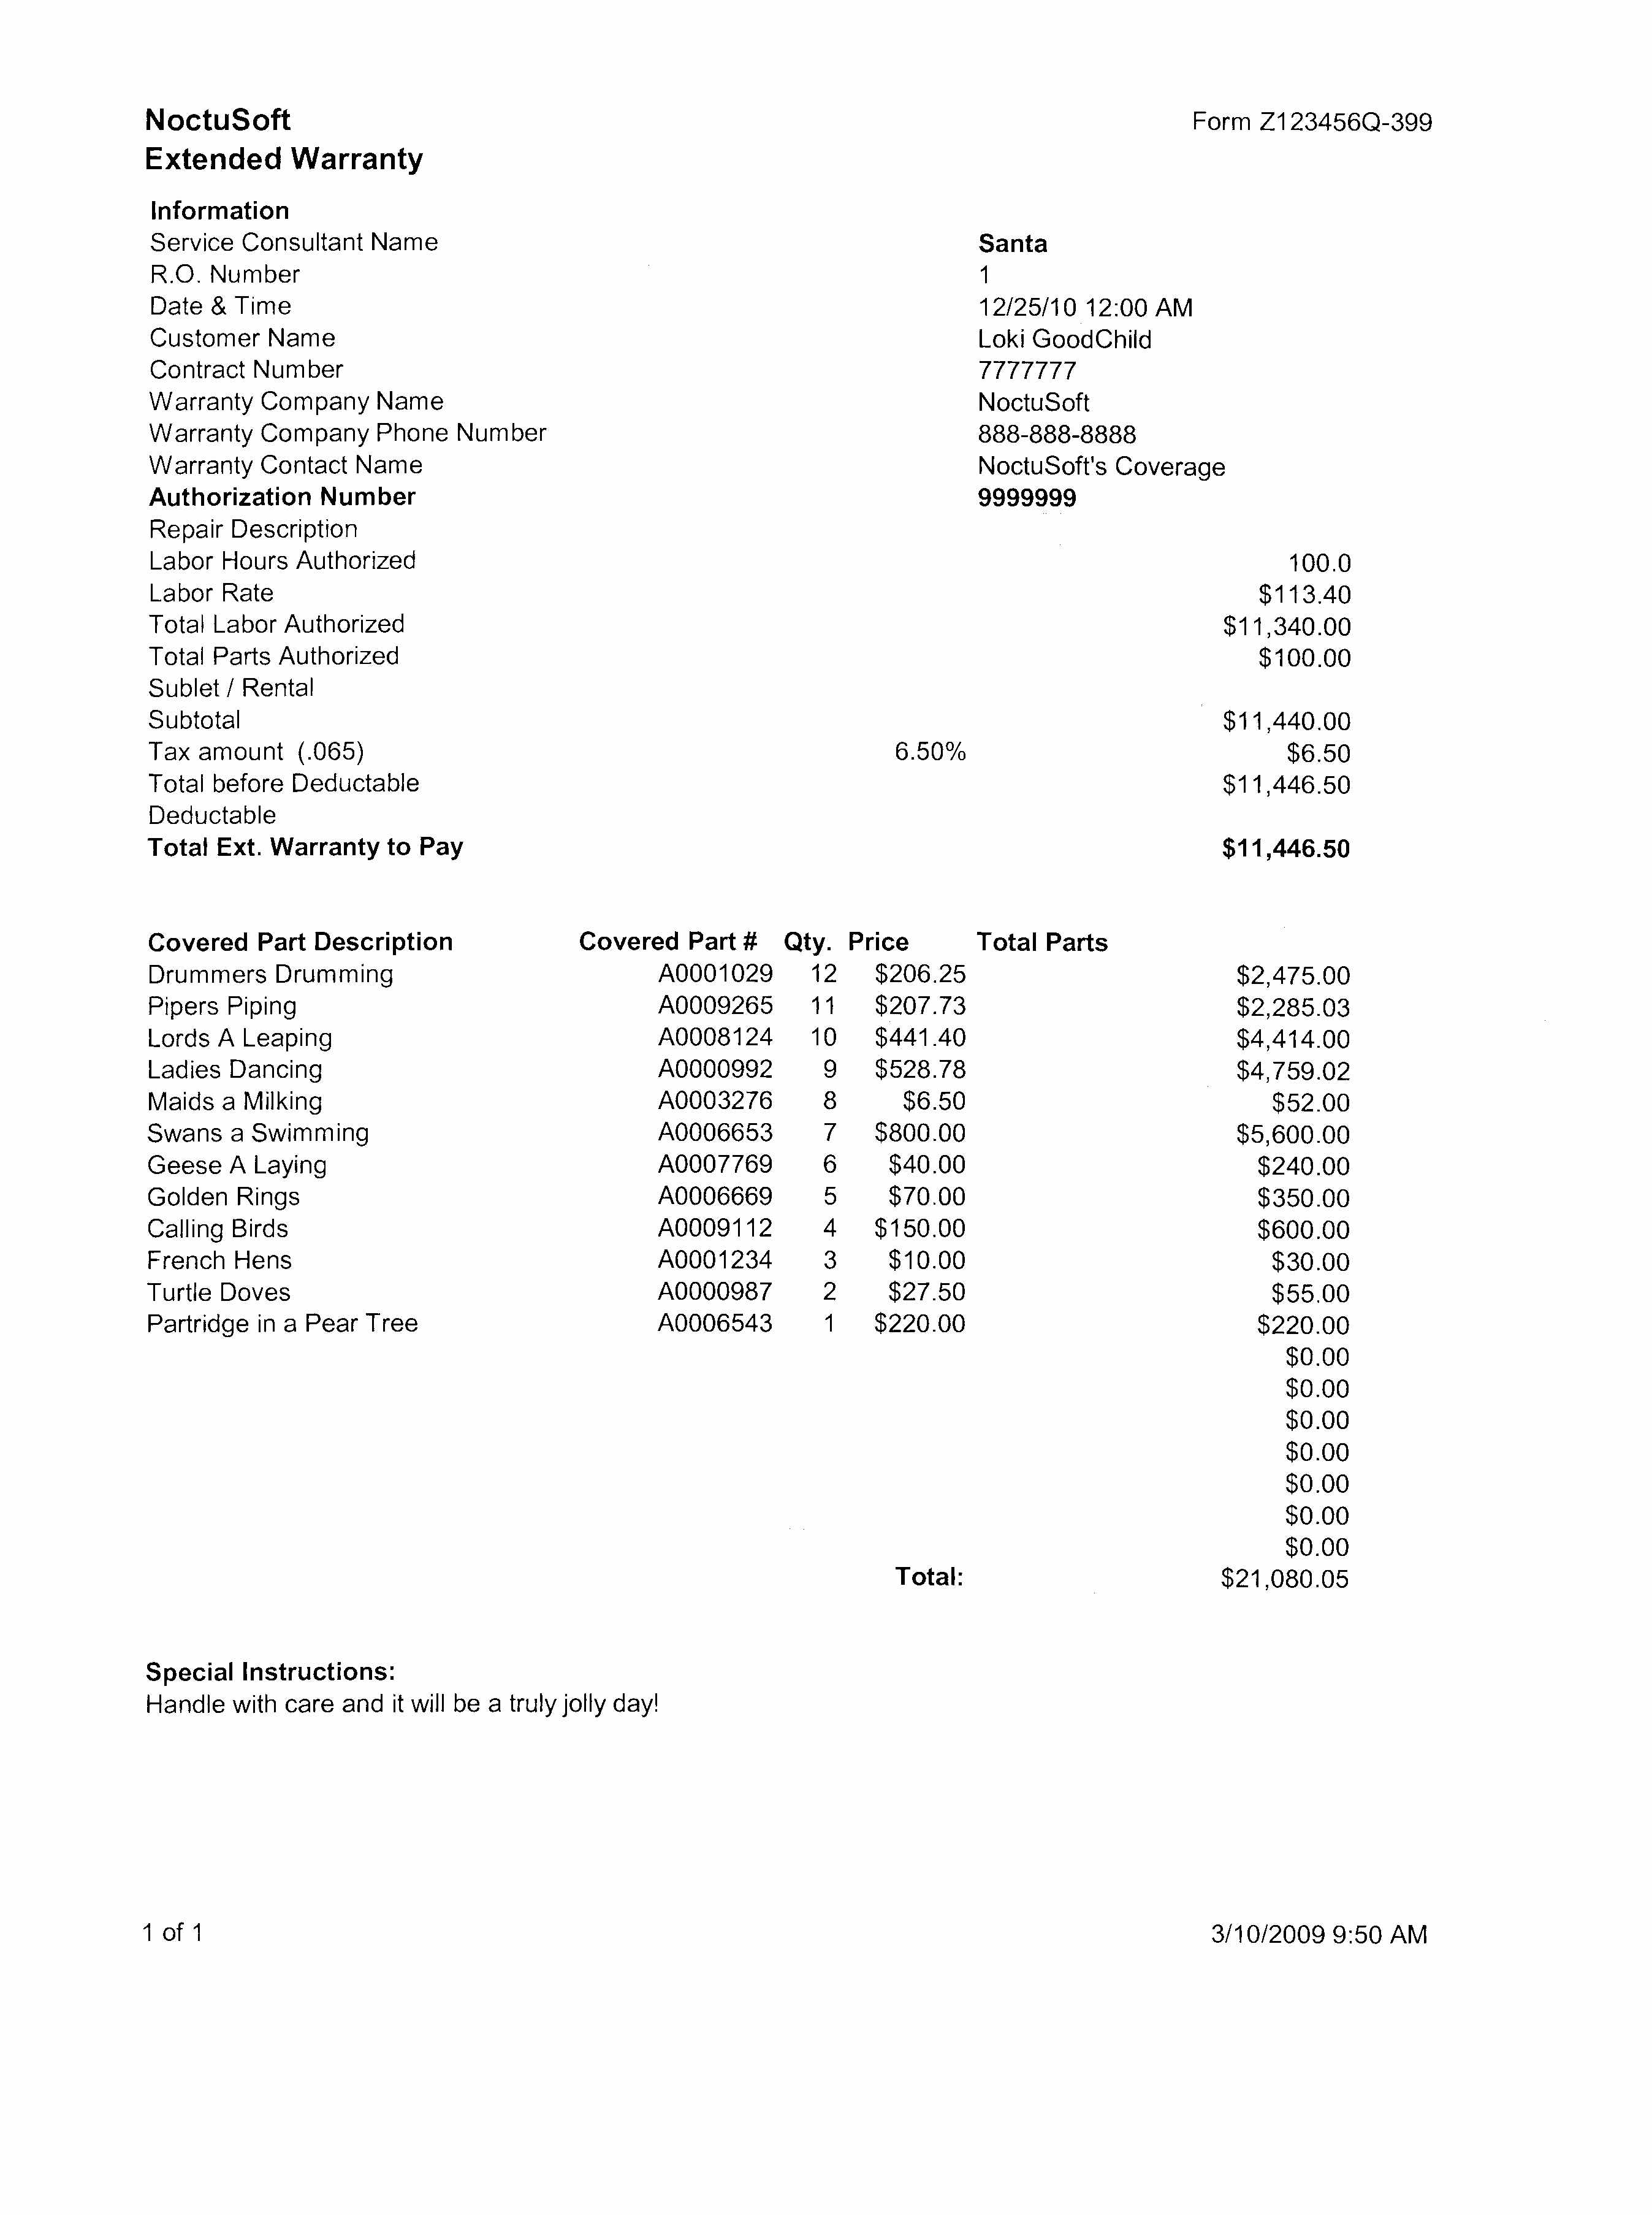 NoctuSoft Form Z123456Q-399
Extended Warranty
Information
Service Consultant Name Santa
R.O. Number 1
Date & Time 12/25/10 12:00 AM
Customer Name Loki GoodChild
Contract Number 7777777
Warranty Company Name NoctuSoft
Warranty Company Phone Number 888-888-8888
Warranty Contact Name NoctuSoft's Coverage
Authorization Number 9999999
Repair Description
Labor Hours Authorized 100.0
Labor Rate $113.40
Total Labor Authorized $11,340.00
Total Parts Authorized $100.00
Sublet / Rental
Subtotal $11,440.00
Tax amount (.065) 6.50% $6.50
Total before Deductable $11,446.50
Deductable
Total Ext. Warranty to Pay $11,446.50
Covered Part Description Covered Part # Qty. Price Total Parts
Drummers Drumming A0001029 12 $206.25 $2,475.00
Pipers Piping A0009265 11 $207.73 $2,285.03
Lords A Leaping A0008124 10 $441.40 $4,414.00
Ladies Dancing A0000992 9 $528.78 $4,759.02
Maids a Milking A0003276 8 $6.50 $52.00
Swans a Swimming A0006653 7 $800.00 $5,600.00
Geese A Laying A0007769 6 $40.00 $240.00
Golden Rings A0006669 5 $70.00 $350.00
Calling Birds A0009112 4 $150.00 $600.00
French Hens A0001234 3 $10.00 $30.00
Turtle Doves A0000987 2 $27.50 $55.00
Partridge in a Pear Tree A0006543 1 $220.00 $220.00
$0.00
$0.00
$0.00
$0.00
$0.00
$0.00
$0.00
Total: $21,080.05
Special Instructions:
Handle with care and it will be a truly jolly day!
1 of 1 3/10/2009 9:50 AM